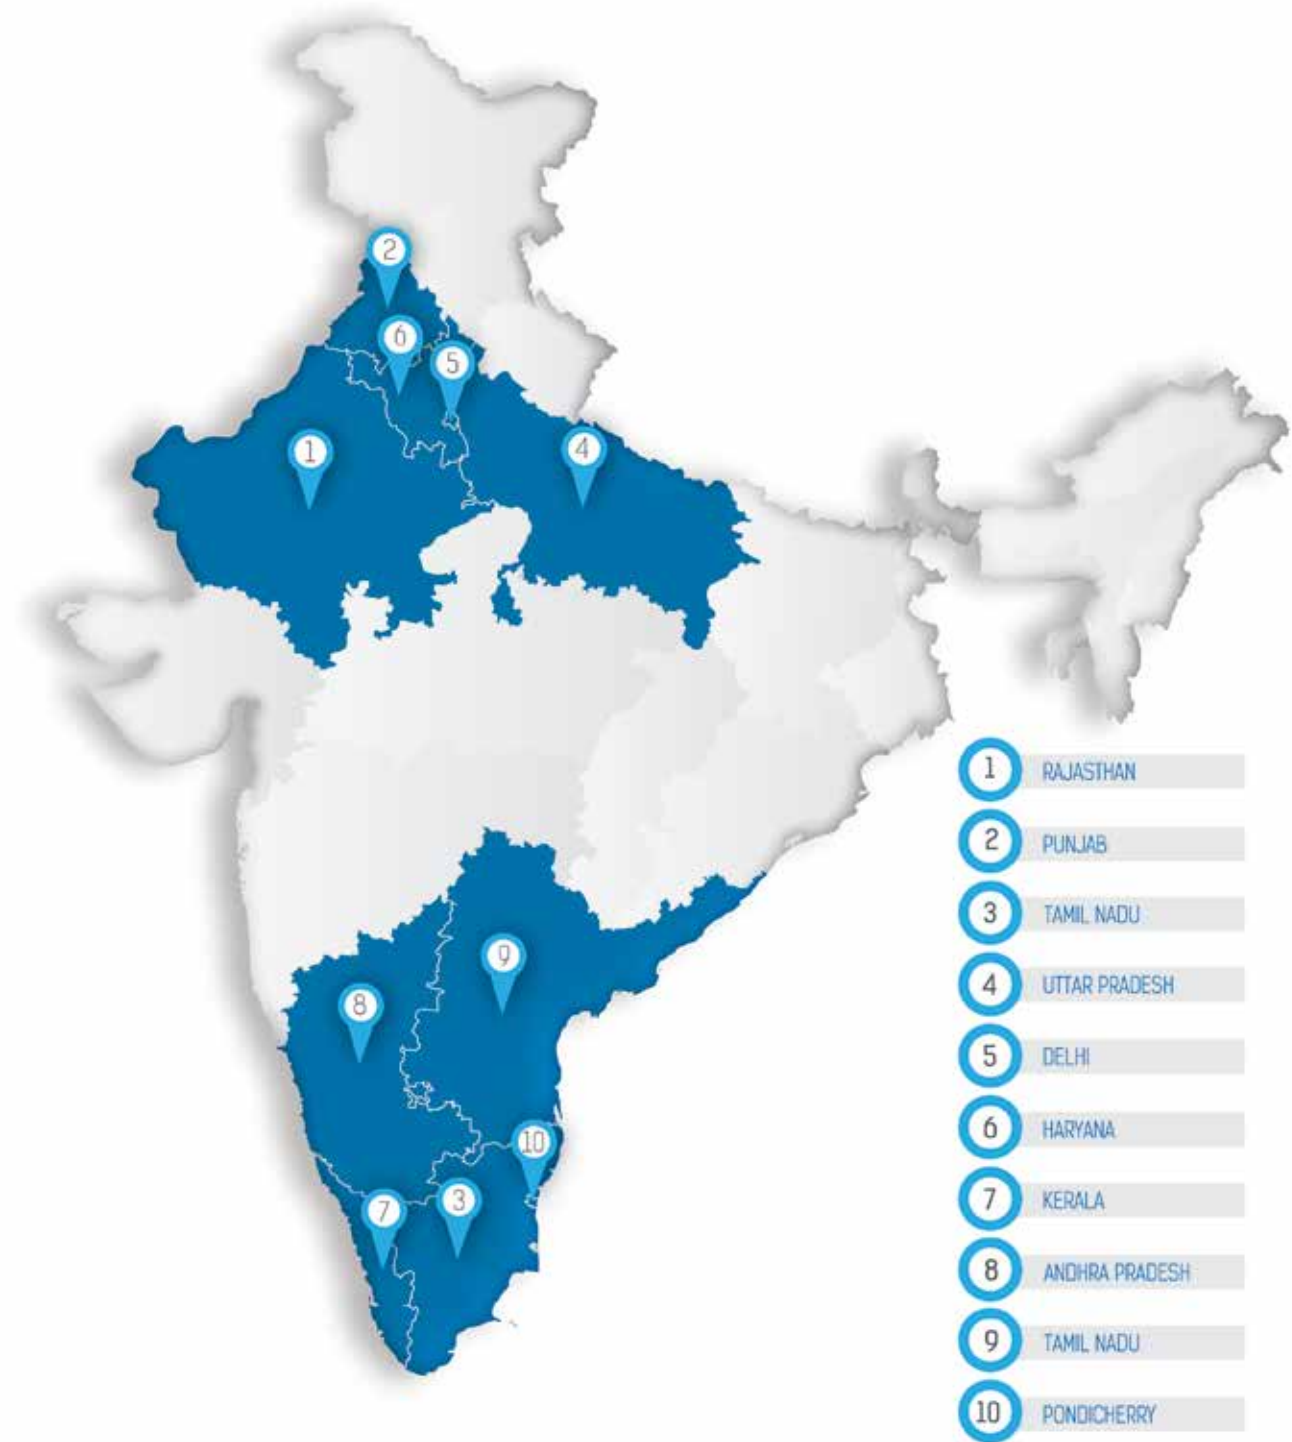 2
6
5
1
4
9
8
10
3
7
1 RAJASTHAN
2 PUNJAB
3 TAMIL NADU
4 UTTAR PRADESH
5 DELHI
6 HARYANA
7 KERALA
8 ANDHRA PRADESH
9 TAMIL NADU
10 PONDICHERRY